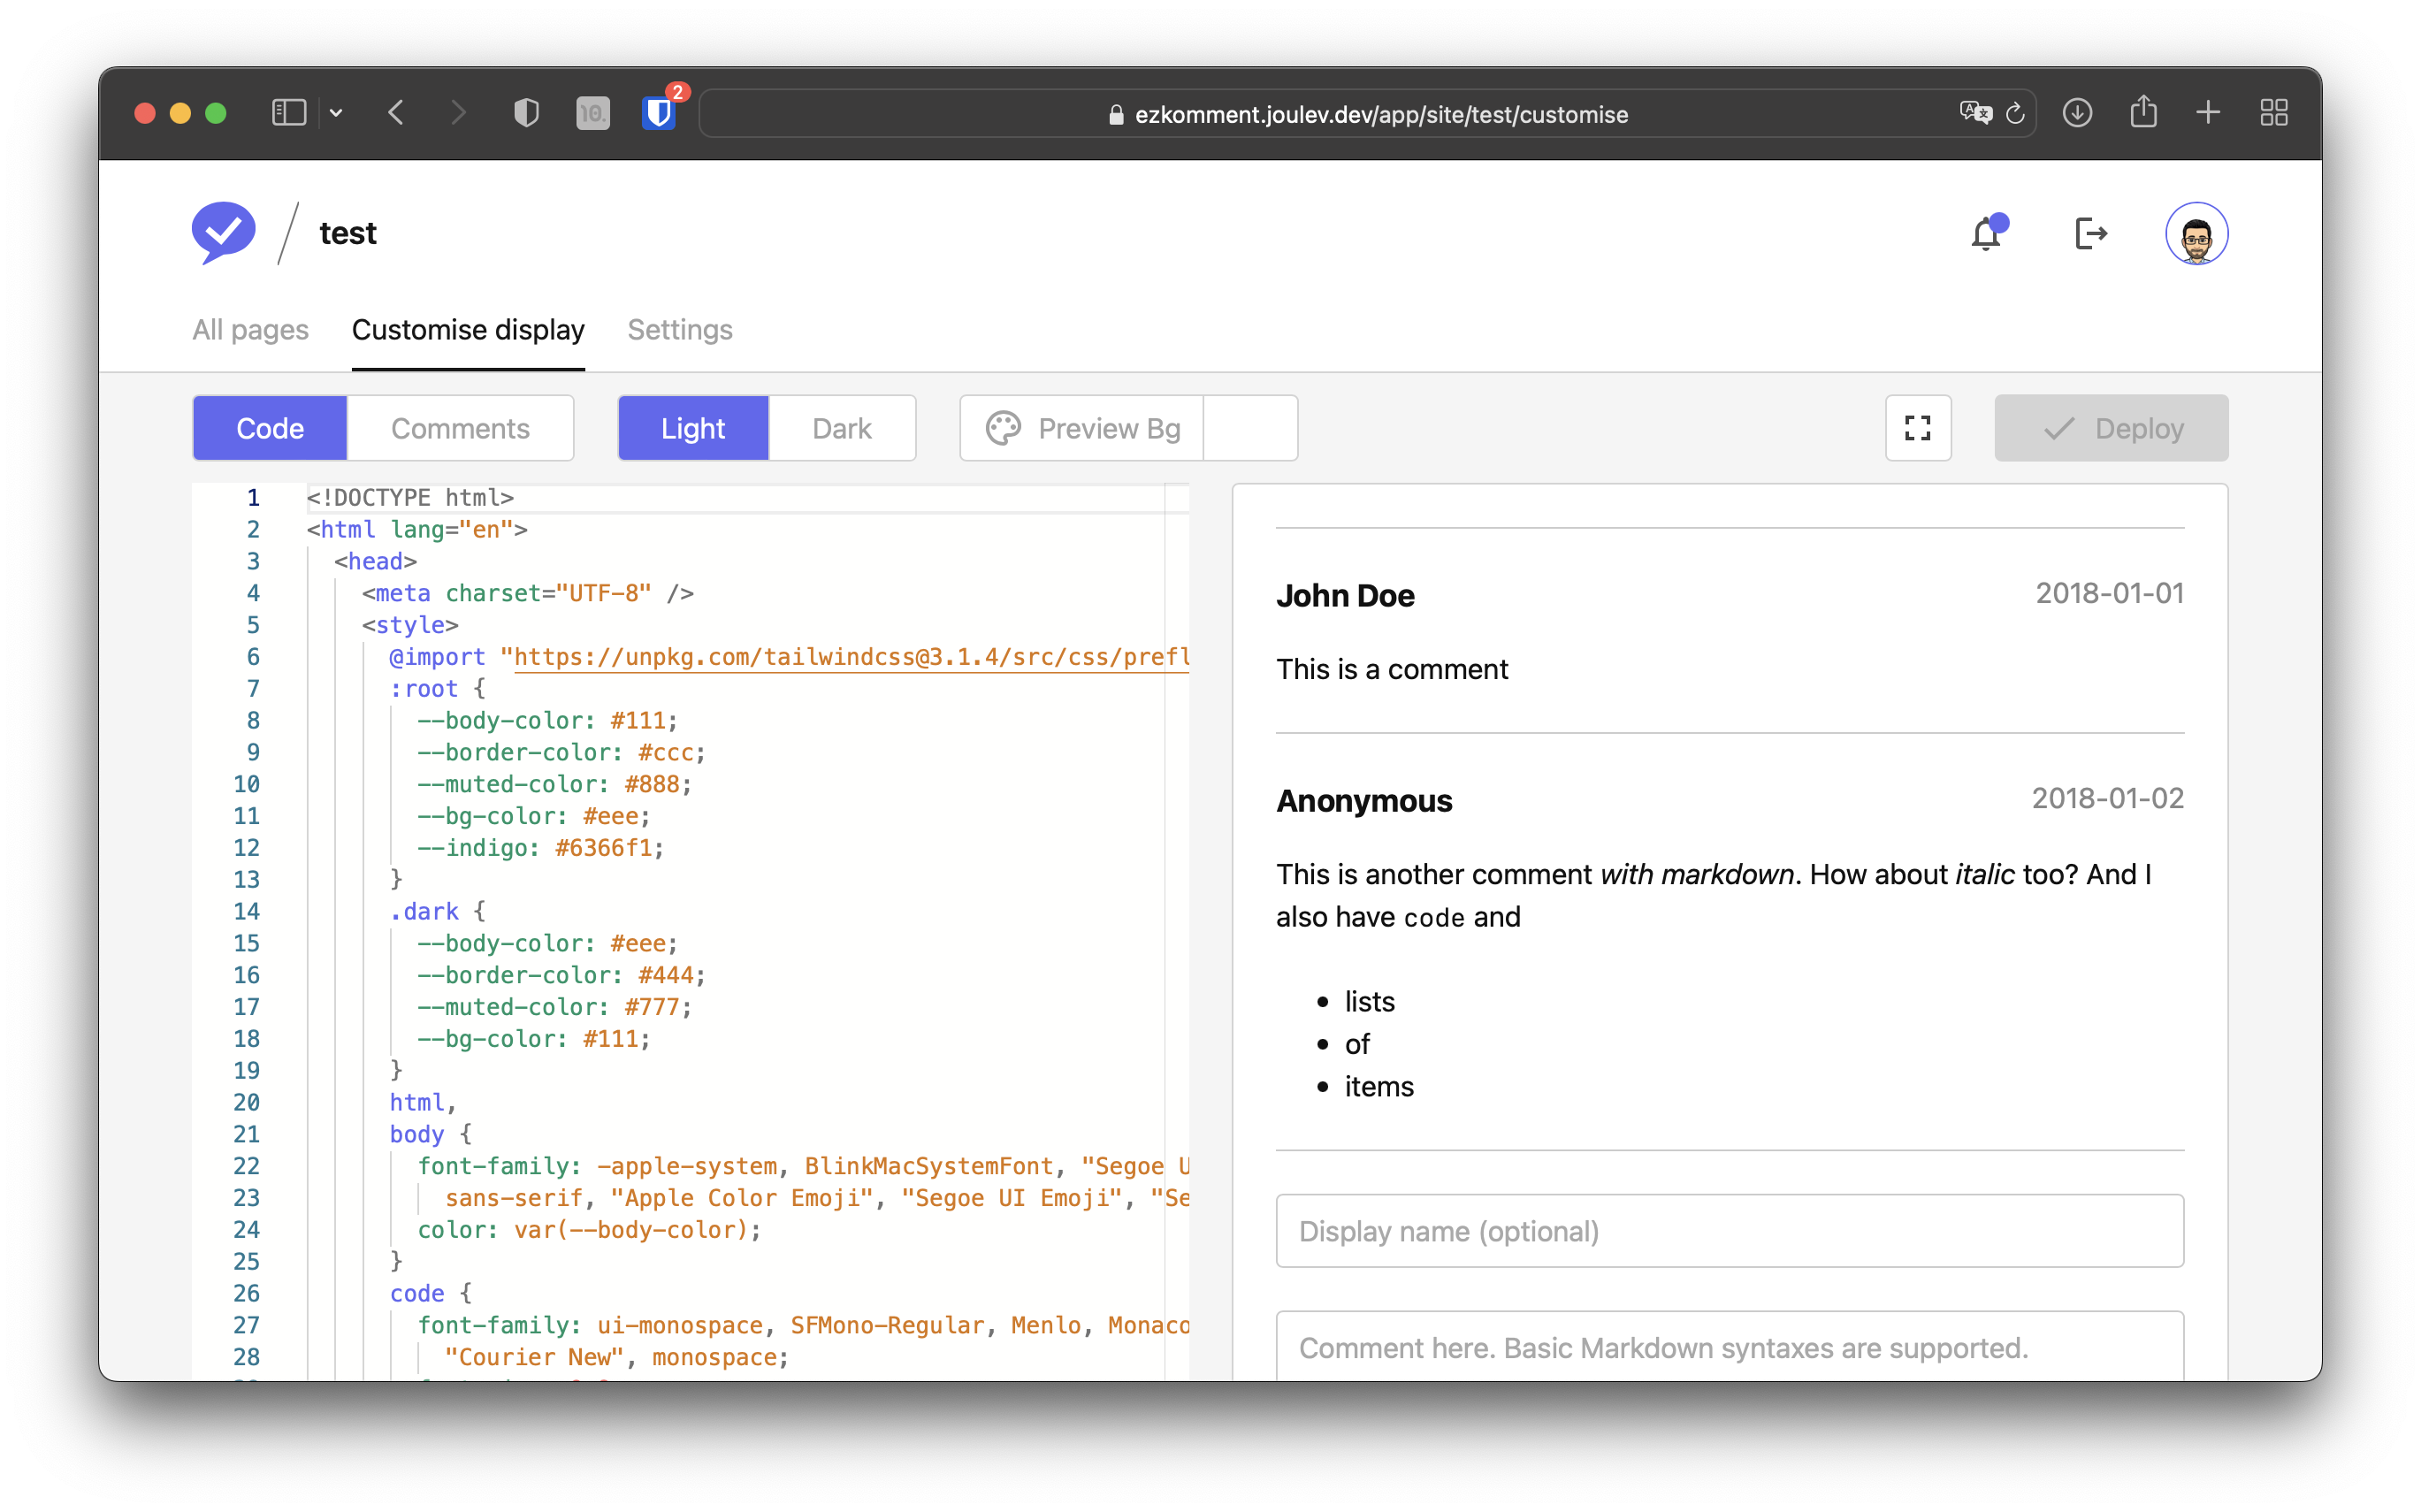 2
10.
ezkomment.joulev.dev/app/site/test/customise
test
All pages Customise display Settings
Code Comments Light Dark Preview Bg Deploy
1 <!DOCTYPE html>
2 <html lang="en">
3 <head>
4 <meta charset="UTF-8" />
5 <style>
6 @import "https://unpkg.com/tailwindcss@3.1.4/src/css/prefl
7 :root {
8 --body-color: #111;
9 --border-color: #ccc;
10 --muted-color: #888;
11 --bg-color: #eee;
12 --indigo: #6366f1;
13 }
14 .dark {
15 --body-color: #eee;
16 --border-color: #444;
17 --muted-color: #777;
18 --bg-color: #111;
19 }
20 html,
21 body {
22 font-family: -apple-system, BlinkMacSystemFont, "Segoe U
23 sans-serif, "Apple Color Emoji", "Segoe UI Emoji", "Se
24 color: var(--body-color);
25 }
26 code {
27 font-family: ui-monospace, SFMono-Regular, Menlo, Monaco
28 "Courier New", monospace;
John Doe 2018-01-01
This is a comment
Anonymous 2018-01-02
This is another comment with markdown. How about italic too? And I
also have code and
• lists
• of
• items
Display name (optional)
Comment here. Basic Markdown syntaxes are supported.